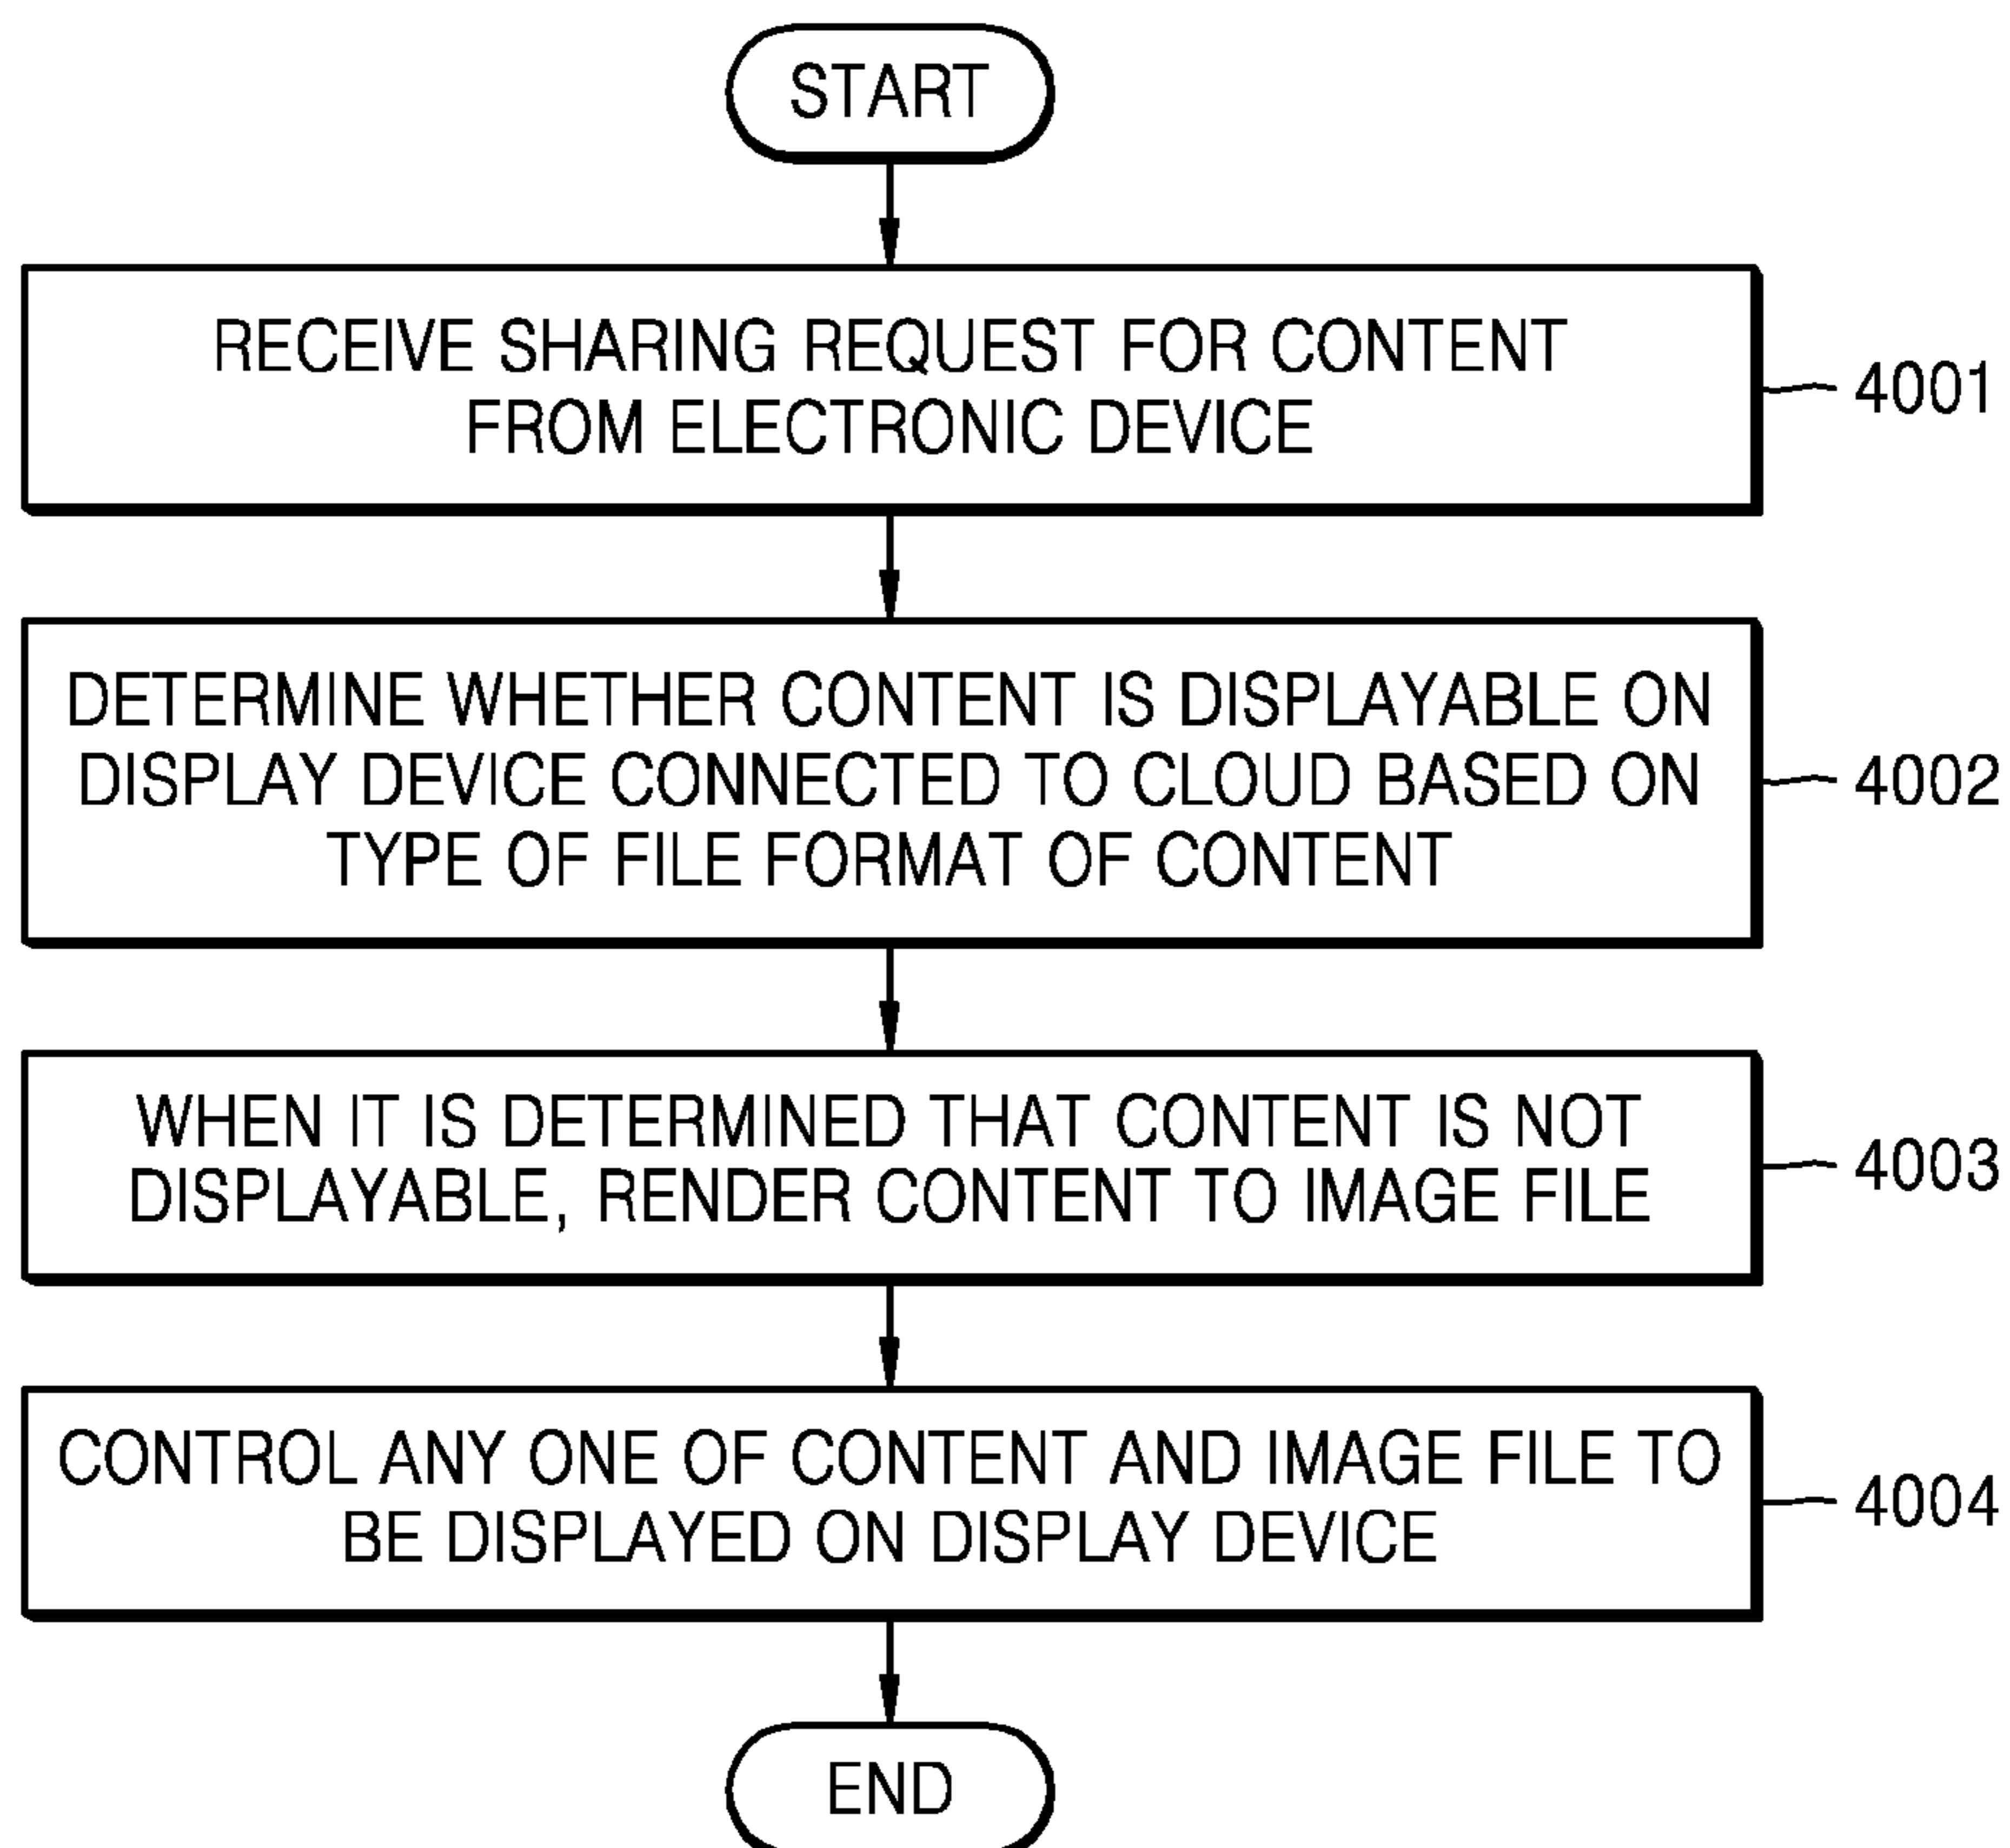 START
RECEIVE SHARING REQUEST FOR CONTENT
FROM ELECTRONIC DEVICE
4001
DETERMINE WHETHER CONTENT IS DISPLAYABLE ON
DISPLAY DEVICE CONNECTED TO CLOUD BASED ON
TYPE OF FILE FORMAT OF CONTENT
4002
WHEN IT IS DETERMINED THAT CONTENT IS NOT
DISPLAYABLE, RENDER CONTENT TO IMAGE FILE
4003
CONTROL ANY ONE OF CONTENT AND IMAGE FILE TO
BE DISPLAYED ON DISPLAY DEVICE
4004
END